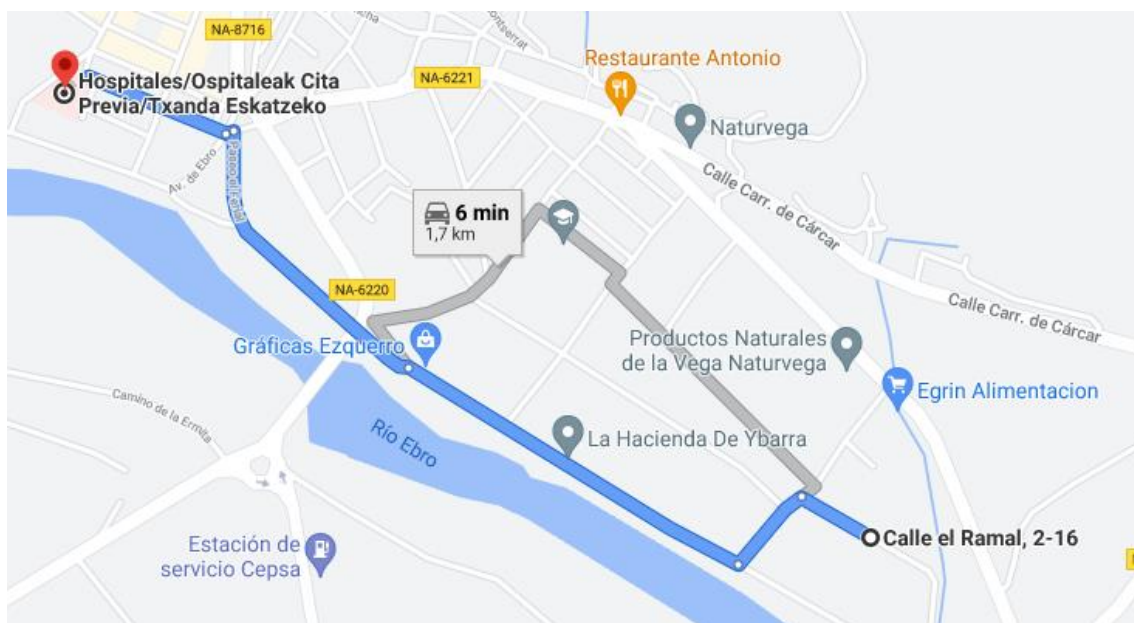 NA-8716
Montserrat
Restaurante Antonio
NA-6221
Hospitales/Ospitaleak Cita
Previa/Txanda Eskatzeko
Naturvega
Av. de Ebro
Calle Carr. de Cárcar
6 min
1,7 km
NA-6220
Calle Carr. de Cárcar
Gráficas Ezquerro
Productos Naturales
de la Vega Naturvega
Egrin Alimentacion
Camino de la Ermita
Río Ebro
La Hacienda De Ybarra
Calle el Ramal, 2-16
Estación de
servicio Cepsa